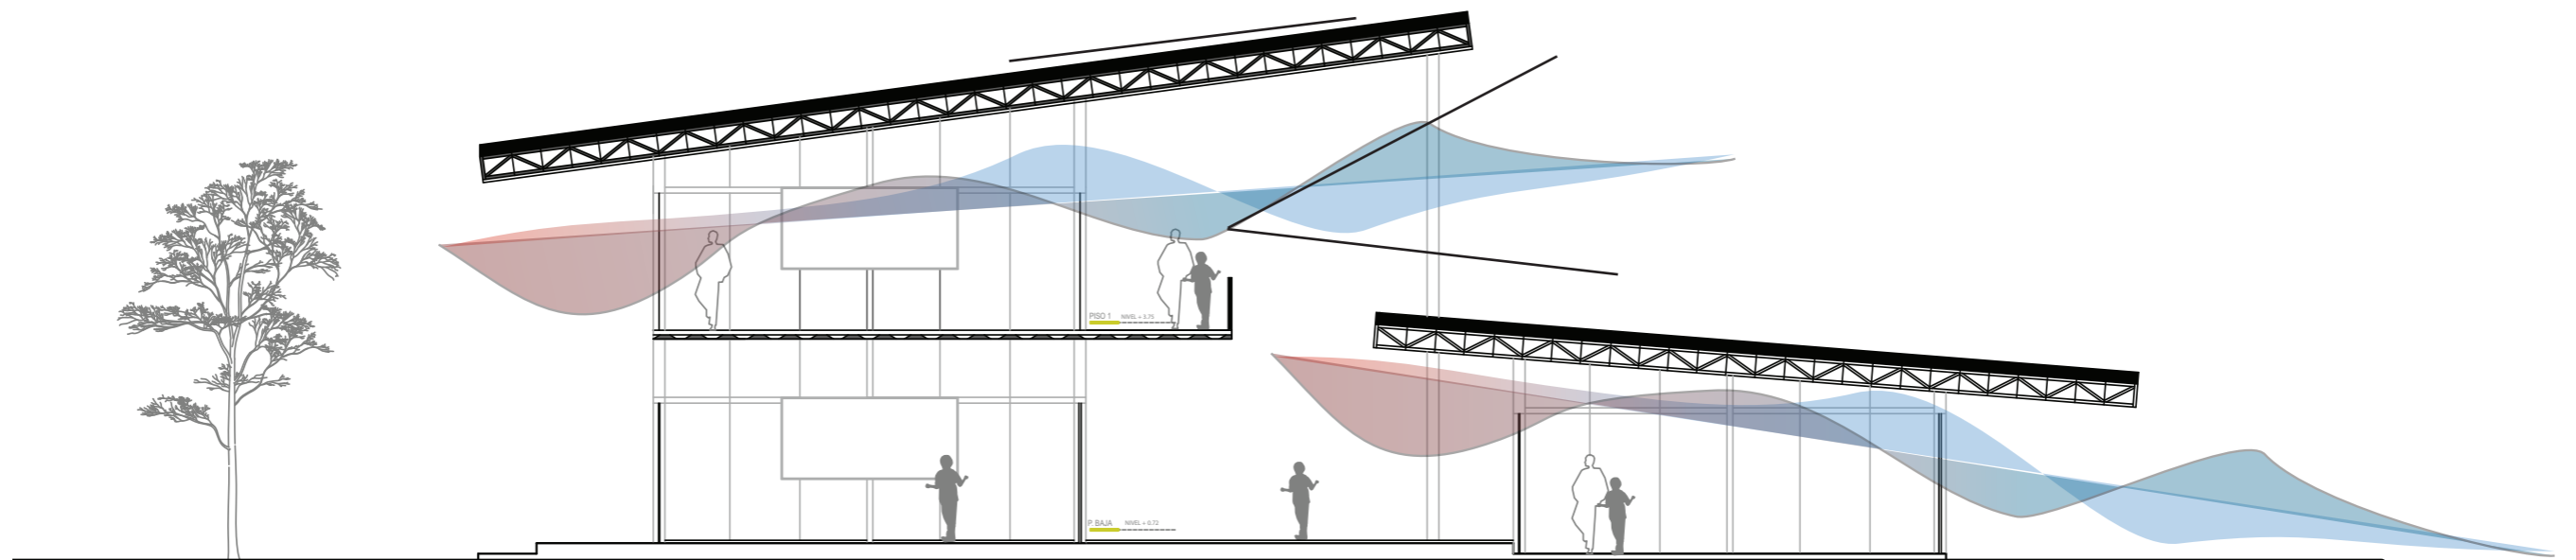 PISO 1 NIVEL + 3.75
P. BAJA NIVEL + 0.72